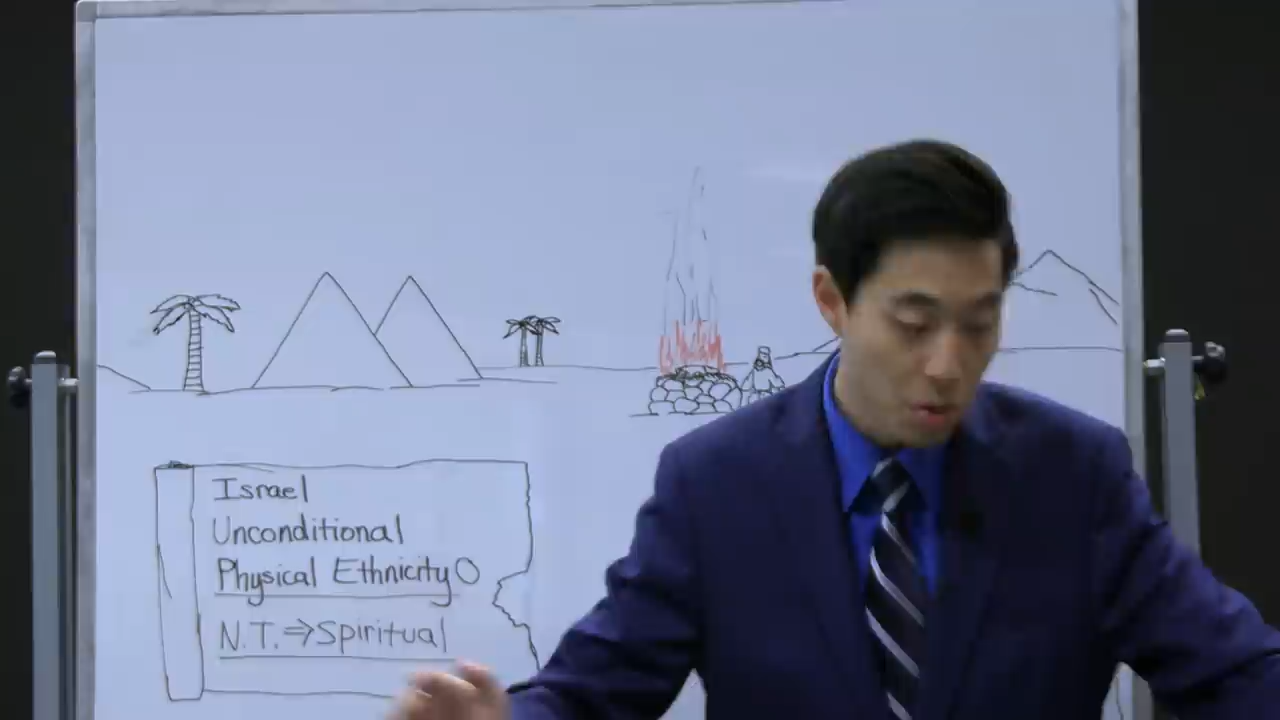 Israel
Unconditional
Physical Ethnicity O
N.T. ⇒ Spiritual